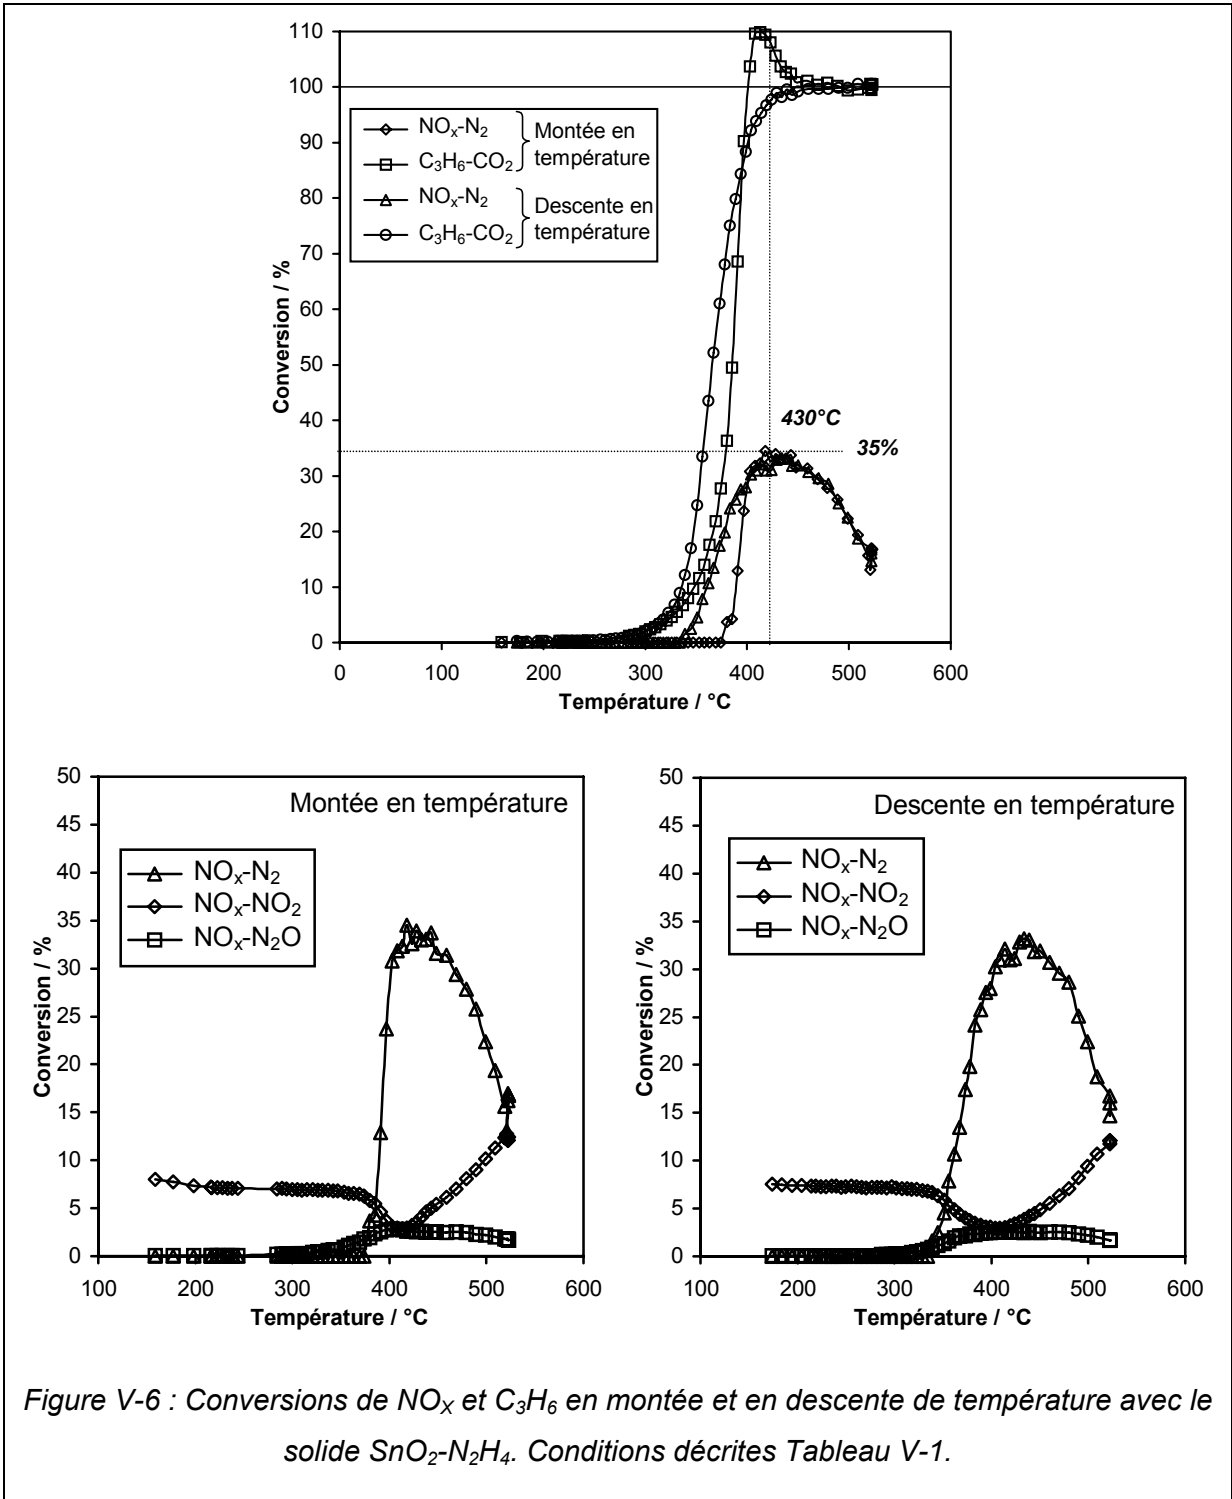 110
100
90
80
70
60
50
40
30
20
10
0
Conversion / %
NOx-N2
C3H6-CO2
Montée en
température
NOx-N2
C3H6-CO2
Descente en
température
430°C
35%
0 100 200 300 400 500 600
Température / °C
50
45
40
35
30
25
20
15
10
5
0
Conversion / %
Montée en température
NOx-N2
NOx-NO2
NOx-N2O
100 200 300 400 500 600
Température / °C
50
45
40
35
30
25
20
15
10
5
0
Conversion / %
Descente en température
NOx-N2
NOx-NO2
NOx-N2O
100 200 300 400 500 600
Température / °C
Figure V-6 : Conversions de NOX et C3H6 en montée et en descente de température avec le
solide SnO2-N2H4. Conditions décrites Tableau V-1.